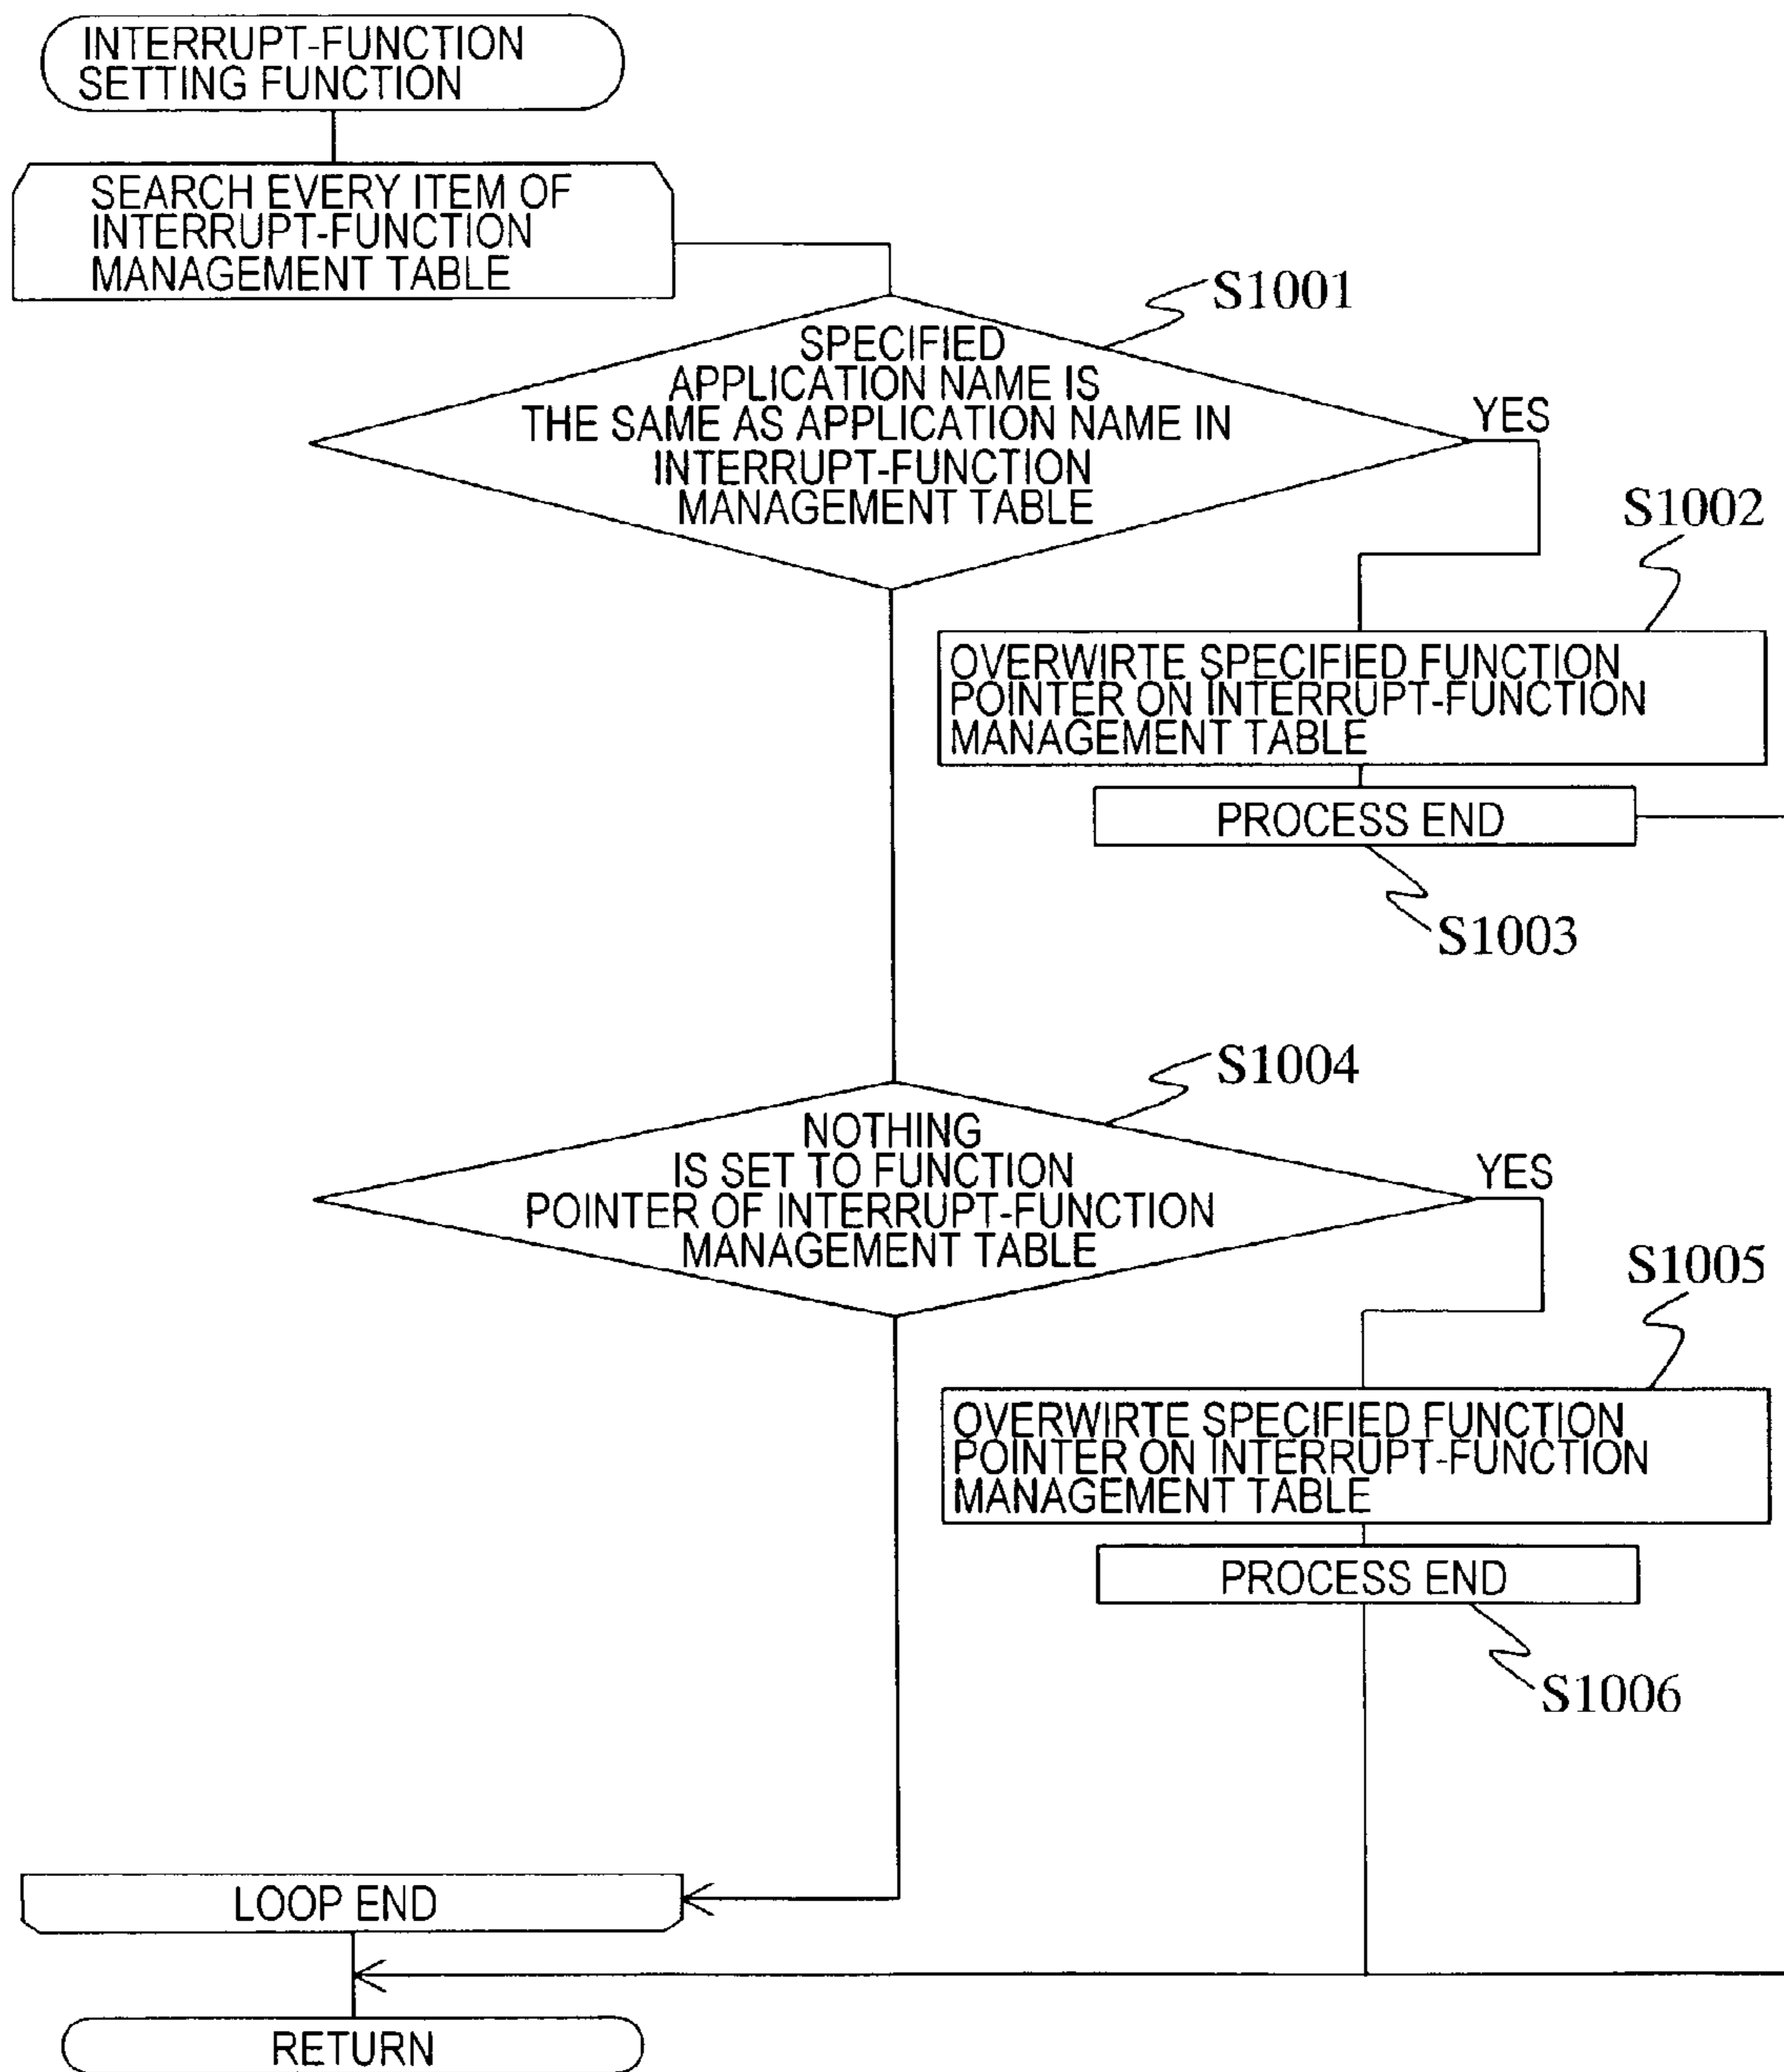 INTERRUPT-FUNCTION
SETTING FUNCTION
SEARCH EVERY ITEM OF
INTERRUPT-FUNCTION
MANAGEMENT TABLE
S1001
SPECIFIED
APPLICATION NAME IS
THE SAME AS APPLICATION NAME IN
INTERRUPT-FUNCTION
MANAGEMENT TABLE
YES
S1002
OVERWIRTE SPECIFIED FUNCTION
POINTER ON INTERRUPT-FUNCTION
MANAGEMENT TABLE
PROCESS END
S1003
S1004
NOTHING
IS SET TO FUNCTION
POINTER OF INTERRUPT-FUNCTION
MANAGEMENT TABLE
YES
S1005
OVERWIRTE SPECIFIED FUNCTION
POINTER ON INTERRUPT-FUNCTION
MANAGEMENT TABLE
PROCESS END
S1006
LOOP END
RETURN